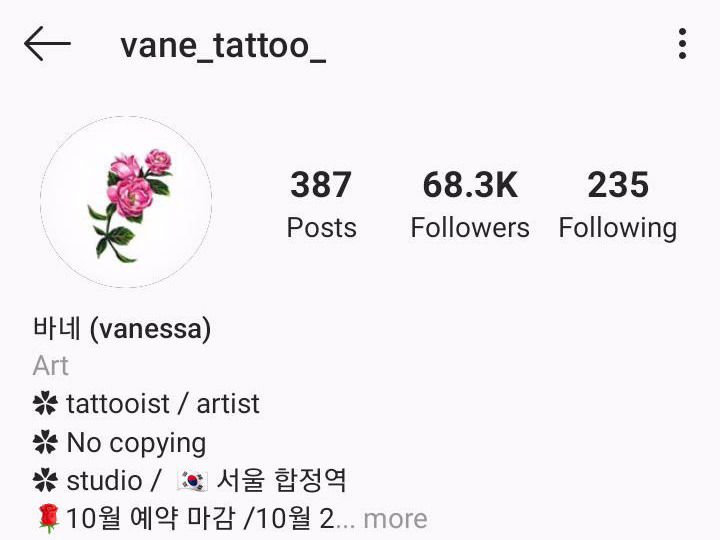 vane_tattoo_
387 68.3K 235
Posts Followers Following
바네 (vanessa)
Art
✽ tattooist / artist
✽ No copying
✽ studio / 🇰🇷 서울 합정역
🌹10월 예약 마감 /10월 2... more